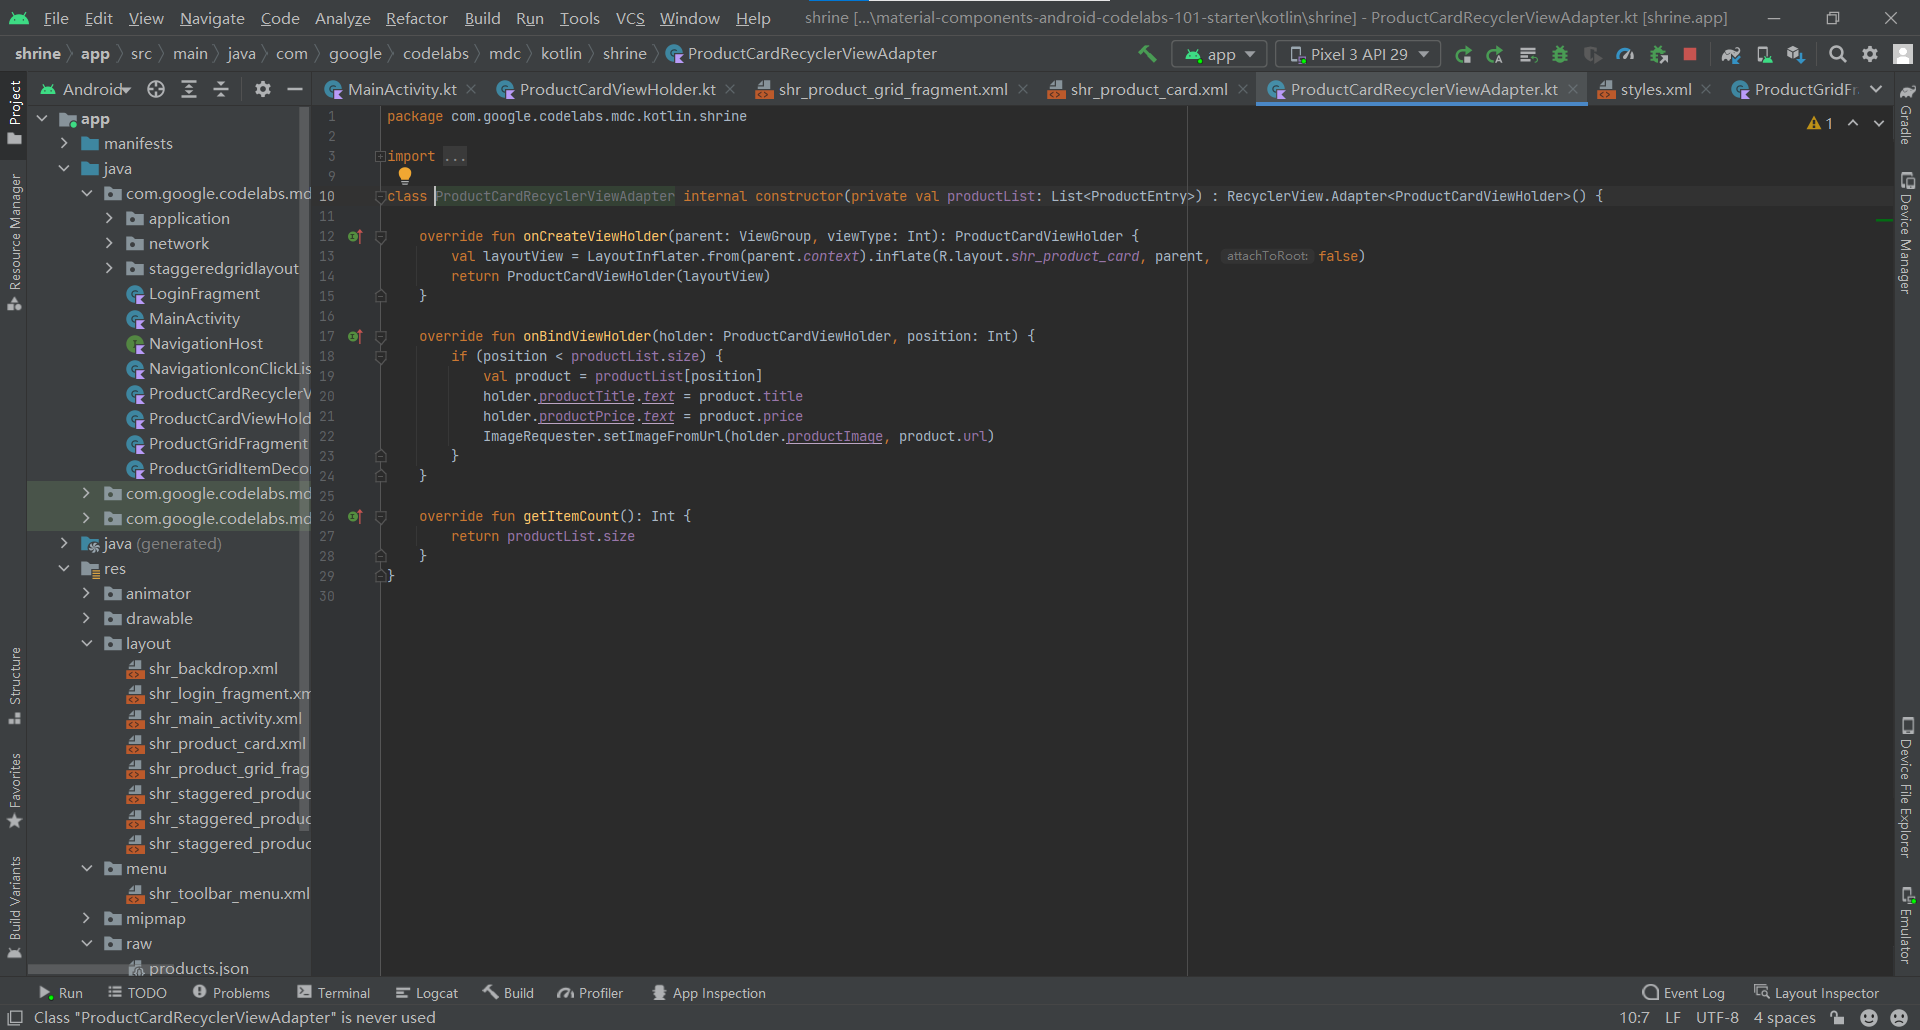 File Edit View Navigate Code Analyze Refactor Build Run Tools VCS Window Help shrine [...\material-components-android-codelabs-101-starter\kotlin\shrine] - ProductCardRecyclerViewAdapter.kt [shrine.app]
shrine app src main java com google codelabs mdc kotlin shrine ProductCardRecyclerViewAdapter app Pixel 3 API 29
Android MainActivity.kt ProductCardViewHolder.kt shr_product_grid_fragment.xml shr_product_card.xml ProductCardRecyclerViewAdapter.kt styles.xml ProductGridFr
Project
Resource Manager
Structure
Favorites
Build Variants
app
manifests
java
com.google.codelabs.md
application
network
staggeredgridlayout
LoginFragment
MainActivity
NavigationHost
NavigationIconClickLis
ProductCardRecyclerV
ProductCardViewHold
ProductGridFragment
ProductGridItemDeco
com.google.codelabs.md
com.google.codelabs.md
java (generated)
res
animator
drawable
layout
shr_backdrop.xml
shr_login_fragment.xm
shr_main_activity.xml
shr_product_card.xml
shr_product_grid_frag
shr_staggered_produc
shr_staggered_produc
shr_staggered_produc
menu
shr_toolbar_menu.xml
mipmap
raw
products.json
1 package com.google.codelabs.mdc.kotlin.shrine
2
3 import ...
9
10 class ProductCardRecyclerViewAdapter internal constructor(private val productList: List<ProductEntry>) : RecyclerView.Adapter<ProductCardViewHolder>() {
11
12 override fun onCreateViewHolder(parent: ViewGroup, viewType: Int): ProductCardViewHolder {
13 val layoutView = LayoutInflater.from(parent.context).inflate(R.layout.shr_product_card, parent, attachToRoot: false)
14 return ProductCardViewHolder(layoutView)
15 }
16
17 override fun onBindViewHolder(holder: ProductCardViewHolder, position: Int) {
18 if (position < productList.size) {
19 val product = productList[position]
20 holder.productTitle.text = product.title
21 holder.productPrice.text = product.price
22 ImageRequester.setImageFromUrl(holder.productImage, product.url)
23 }
24 }
25
26 override fun getItemCount(): Int {
27 return productList.size
28 }
29 }
30
1
Gradle
Device Manager
Device File Explorer
Emulator
Run TODO Problems Terminal Logcat Build Profiler App Inspection Event Log Layout Inspector
Class "ProductCardRecyclerViewAdapter" is never used 10:7 LF UTF-8 4 spaces